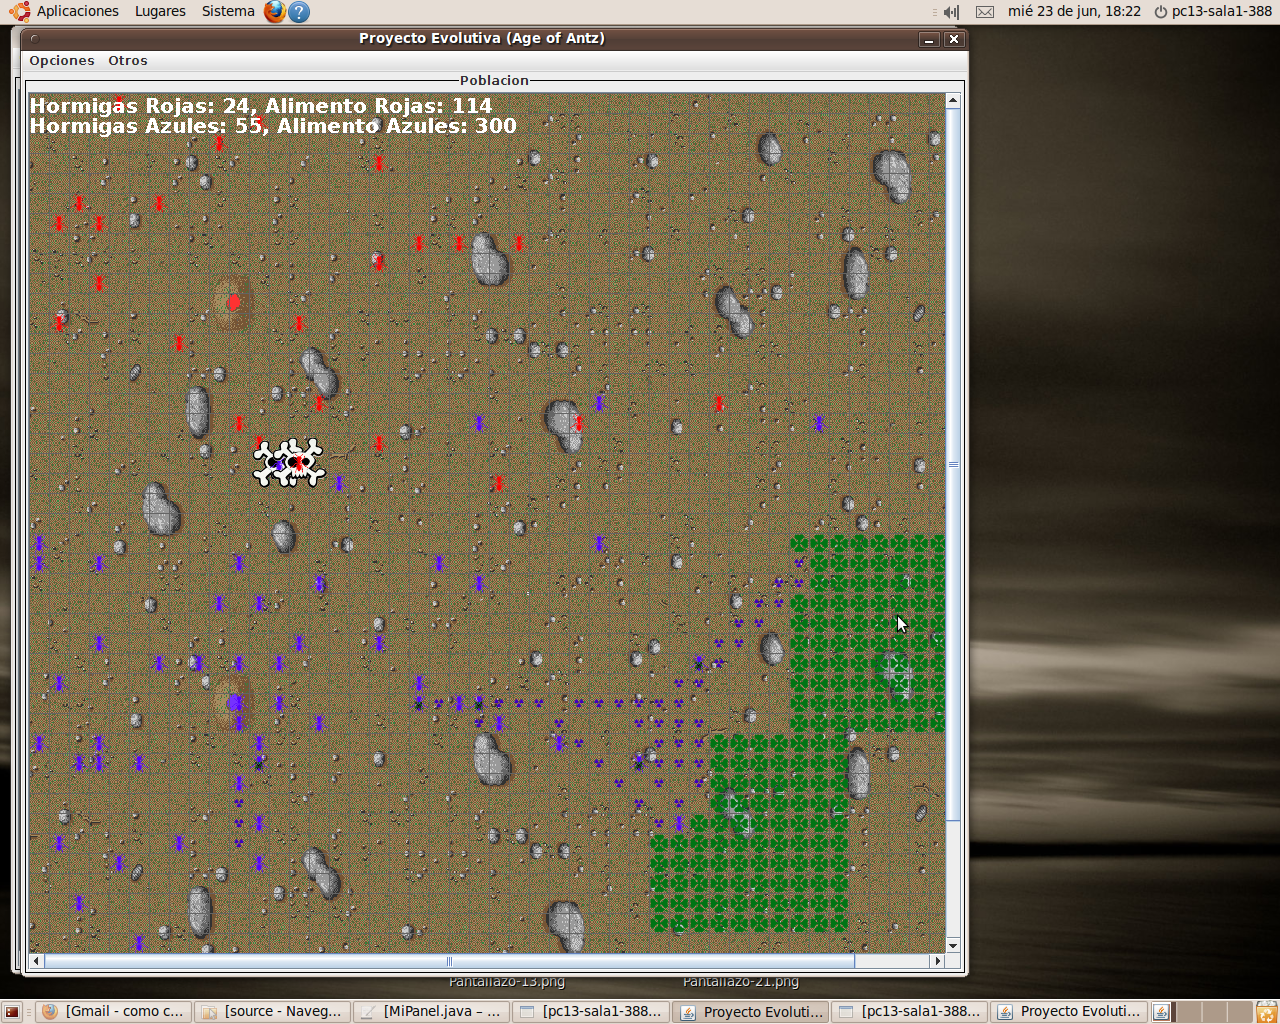 Aplicaciones Lugares Sistema ? mié 23 de jun, 18:22 pc13-sala1-388
Proyecto Evolutiva (Age of Antz)
Opciones Otros
Poblacion
Hormigas Rojas: 24, Alimento Rojas: 114
Hormigas Azules: 55, Alimento Azules: 300
Pantallazo-13.png Pantallazo-21.png
[Gmail - como c... [source - Naveg... [MiPanel.java – ... [pc13-sala1-388... Proyecto Evoluti... [pc13-sala1-388... Proyecto Evoluti...